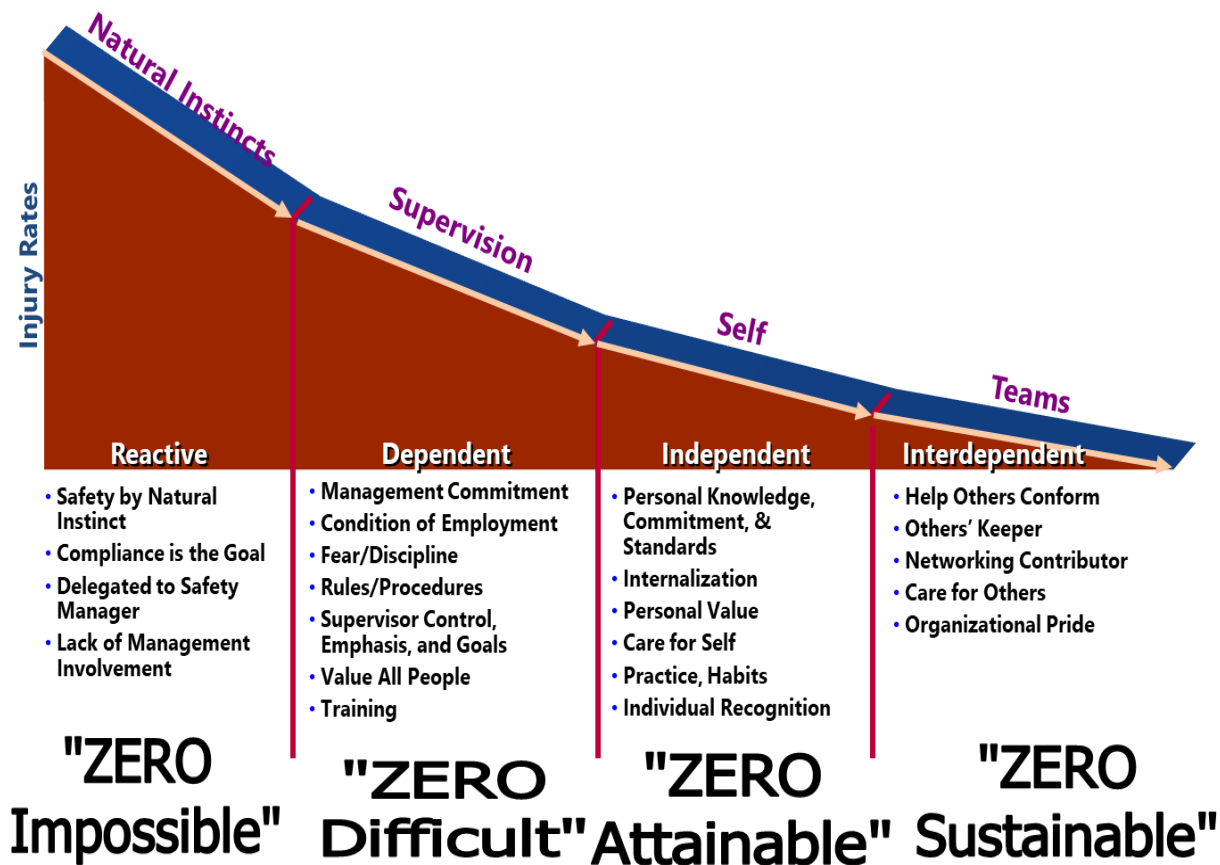 Natural Instincts
Supervision
Self
Teams
Injury Rates
Reactive
• Safety by Natural
Instinct
• Compliance is the Goal
• Delegated to Safety
Manager
• Lack of Management
Involvement
"ZERO
Impossible"
Dependent
• Management Commitment
• Condition of Employment
• Fear/Discipline
• Rules/Procedures
• Supervisor Control,
Emphasis, and Goals
• Value All People
• Training
"ZERO
Difficult"
Independent
• Personal Knowledge,
Commitment, &
Standards
• Internalization
• Personal Value
• Care for Self
• Practice, Habits
• Individual Recognition
"ZERO
Attainable"
Interdependent
• Help Others Conform
• Others’ Keeper
• Networking Contributor
• Care for Others
• Organizational Pride
"ZERO
Sustainable"